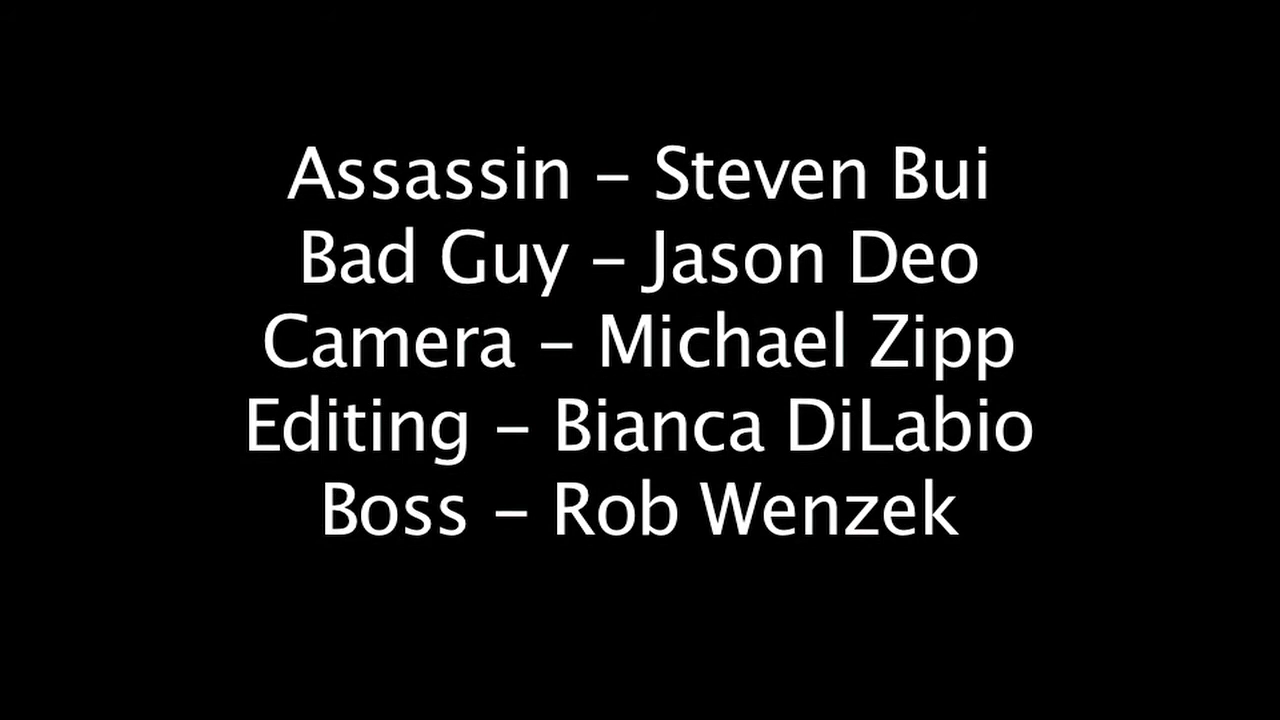 Assassin – Steven Bui
Bad Guy – Jason Deo
Camera – Michael Zipp
Editing – Bianca DiLabio
Boss – Rob Wenzek